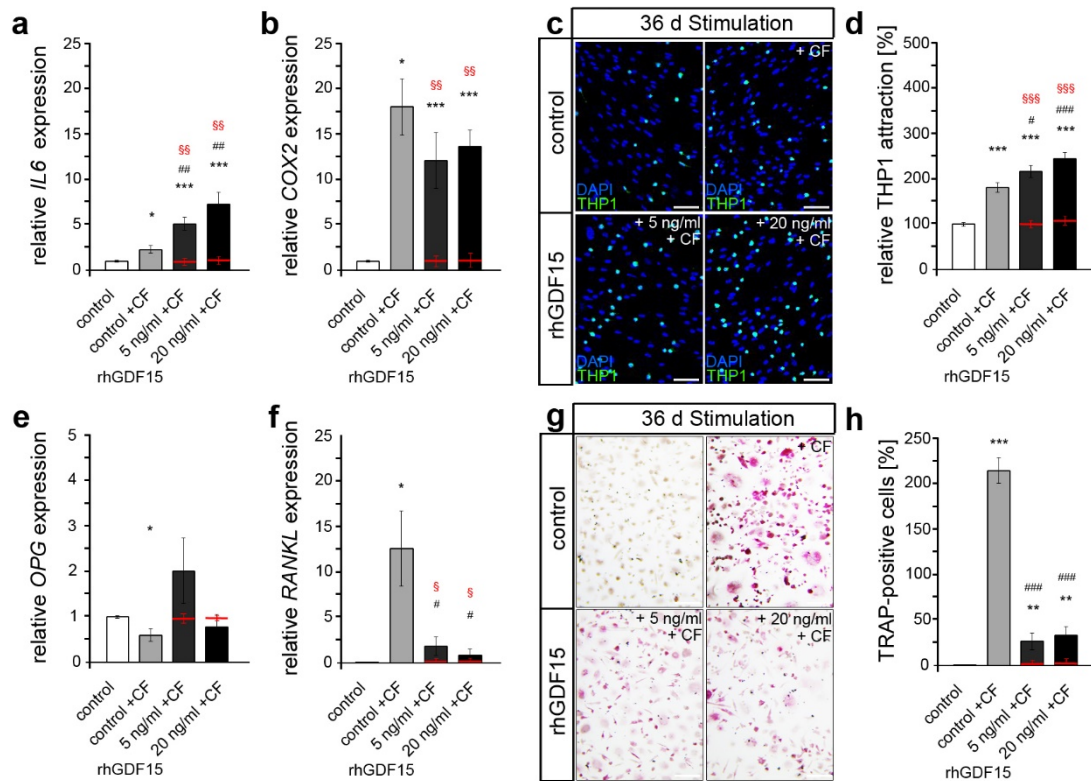 a
relative IL6 expression
25
20
15
10
5
0
*
§§
##
***
§§
##
***
control
control +CF
5 ng/ml +CF
20 ng/ml +CF
rhGDF15
b
relative COX2 expression
25
20
15
10
5
0
*
§§
***
§§
***
control
control +CF
5 ng/ml +CF
20 ng/ml +CF
rhGDF15
c
36 d Stimulation
control
rhGDF15
DAPI
THP1
+ CF
DAPI
THP1
+ 5 ng/ml
+ CF
DAPI
THP1
+ 20 ng/ml
+ CF
DAPI
THP1
d
relative THP1 attraction [%]
500
400
300
250
200
150
100
50
0
***
§§§
#
***
§§§
###
***
control
control +CF
5 ng/ml +CF
20 ng/ml +CF
rhGDF15
e
relative OPG expression
5
4
3
2
1
0
*
control
control +CF
5 ng/ml +CF
20 ng/ml +CF
rhGDF15
f
relative RANKL expression
25
20
15
10
5
0
*
§
#
§
#
control
control +CF
5 ng/ml +CF
20 ng/ml +CF
rhGDF15
g
36 d Stimulation
control
rhGDF15
+ CF
+ 5 ng/ml
+ CF
+ 20 ng/ml
+ CF
h
TRAP-positive cells [%]
250
200
150
100
50
25
0
***
###
**
###
**
control
control +CF
5 ng/ml +CF
20 ng/ml +CF
rhGDF15